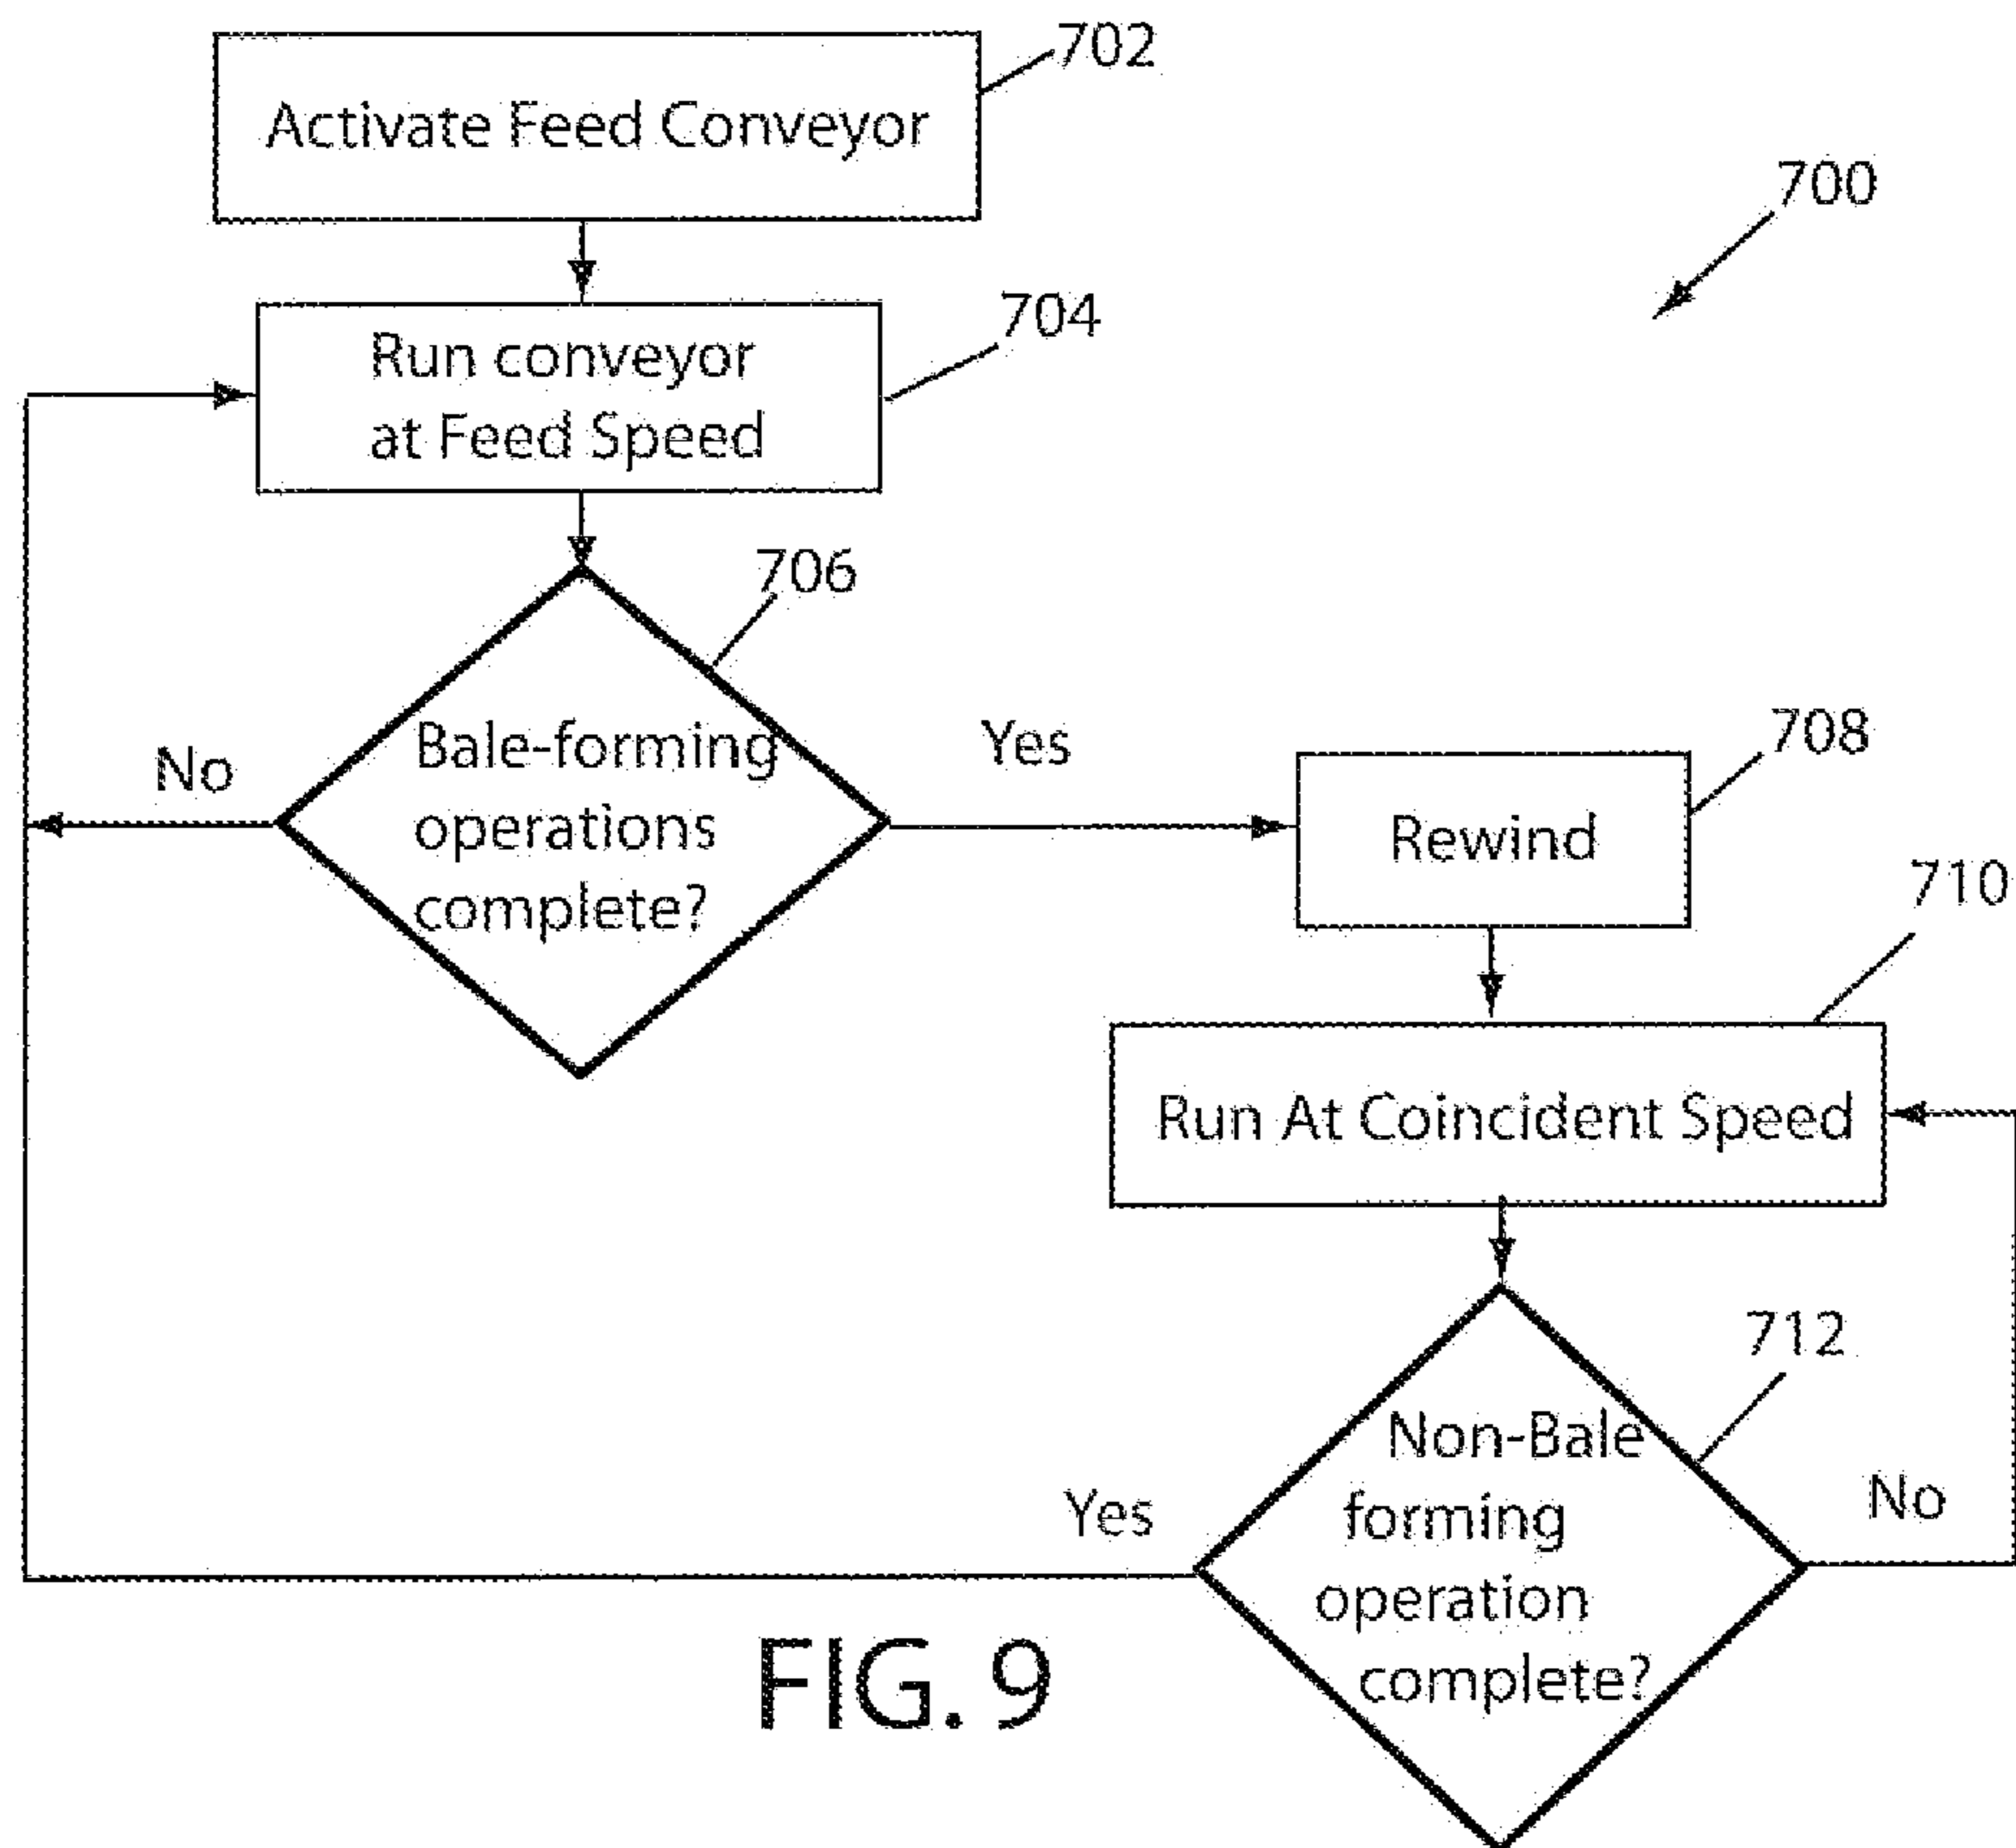 702
Activate Feed Conveyor
700
704
Run conveyor
at Feed Speed
706
Bale-forming
operations
complete?
No
Yes
708
Rewind
710
Run At Coincident Speed
712
Non-Bale
forming
operation
complete?
Yes
No
FIG. 9